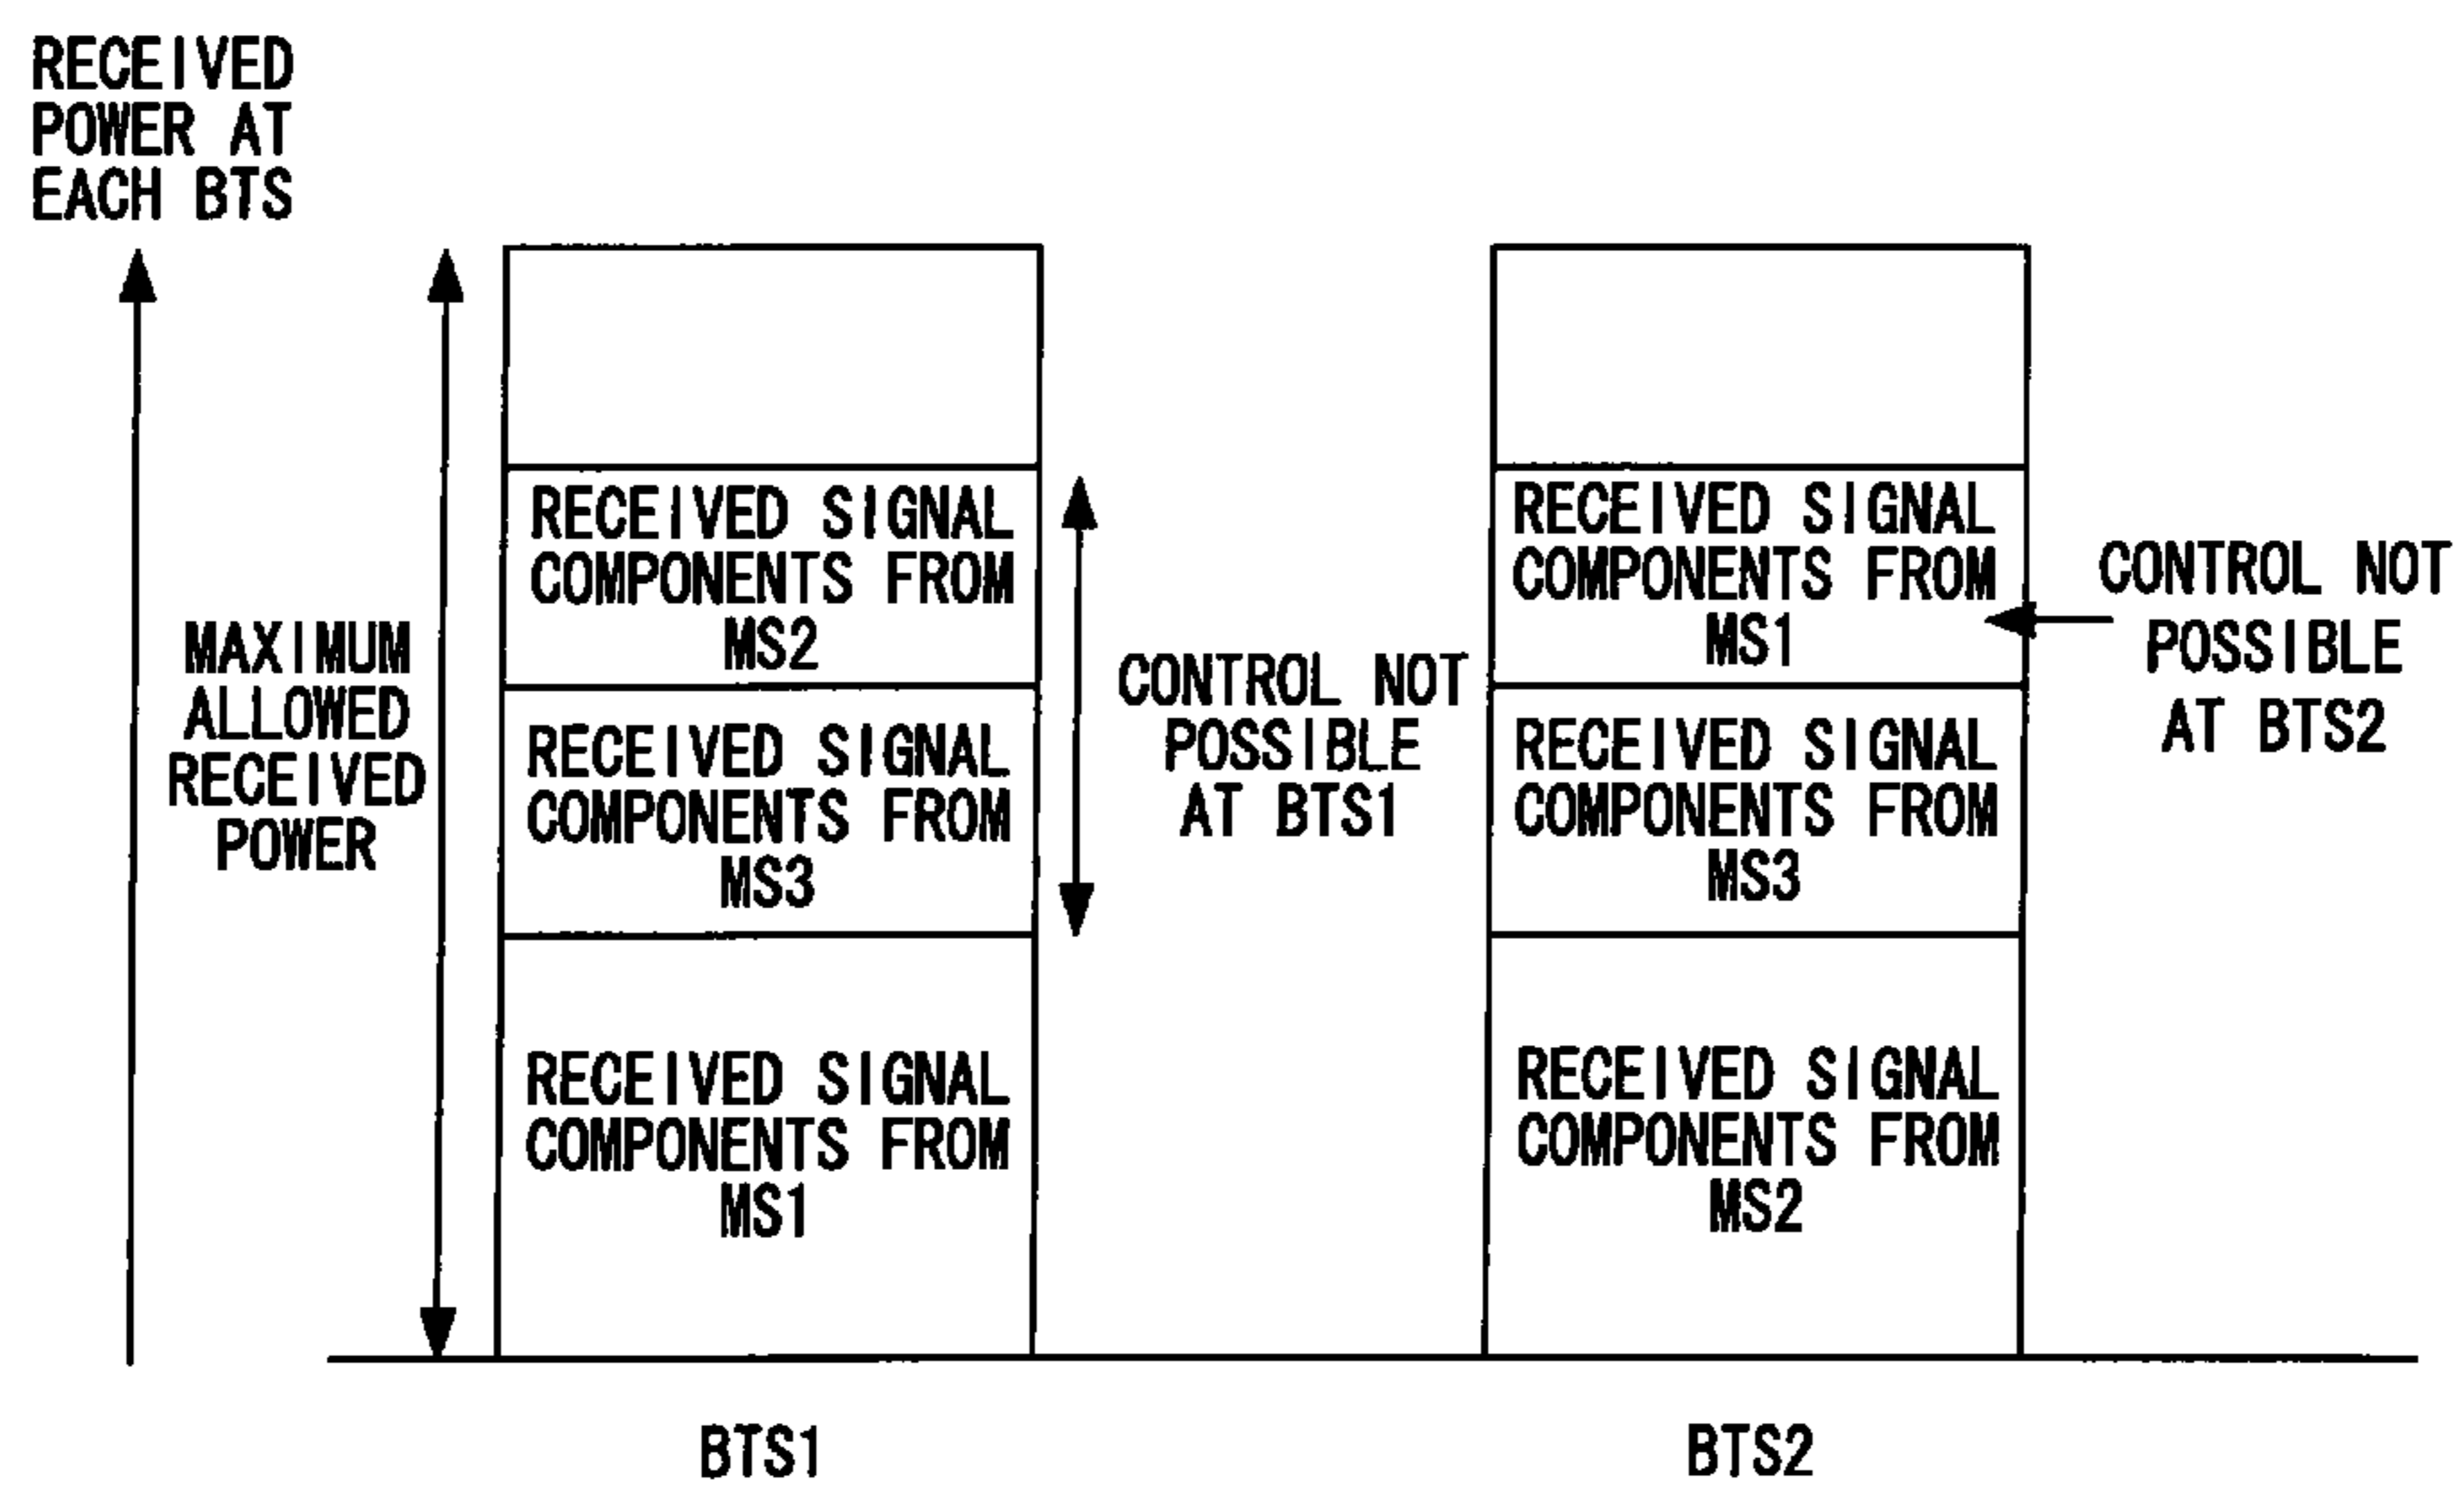 RECEIVED
POWER AT
EACH BTS
MAXIMUM
ALLOWED
RECEIVED
POWER
RECEIVED SIGNAL
COMPONENTS FROM
MS2
RECEIVED SIGNAL
COMPONENTS FROM
MS3
RECEIVED SIGNAL
COMPONENTS FROM
MS1
CONTROL NOT
POSSIBLE
AT BTS1
RECEIVED SIGNAL
COMPONENTS FROM
MS1
RECEIVED SIGNAL
COMPONENTS FROM
MS3
RECEIVED SIGNAL
COMPONENTS FROM
MS2
CONTROL NOT
POSSIBLE
AT BTS2
BTS1
BTS2